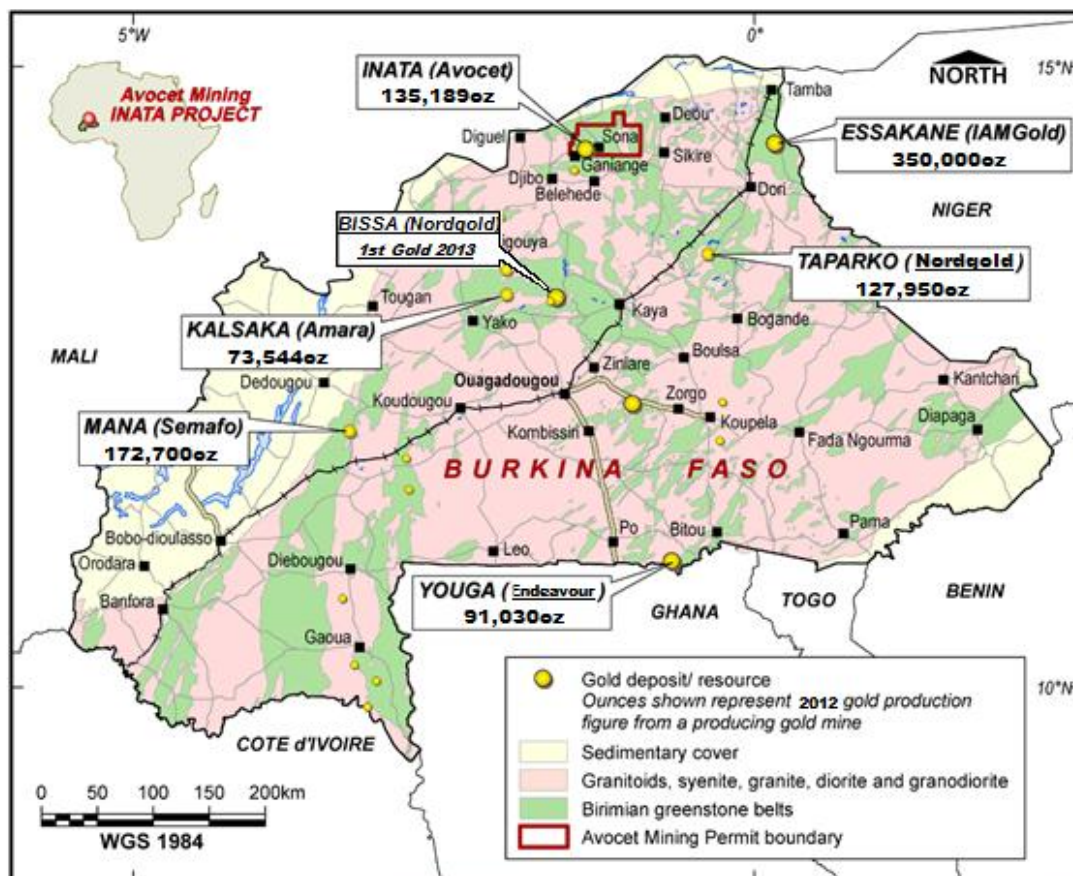 5°W
0°
15°N
NORTH
Avocet Mining
INATA PROJECT
INATA (Avocet)
135,189oz
Tamba
Deou
ESSAKANE (IAMGold)
350,000oz
Diguel
Sona
Sikire
Ganiange
Djibo
Belehede
Dori
NIGER
BISSA (Nordgold)
1st Gold 2013
igouya
TAPARKO (Nordgold)
127,950oz
Tougan
Kaya
KALSAKA (Amara)
73,544oz
Yako
Bogande
MALI
Boulsa
Zinlare
Dedougou
Ouagadougou
Kantchari
Koudougou
Zorgo
Koupela
Diapaga
MANA (Semafo)
172,700oz
Kombissiri
Fada Ngourma
BURKINA FASO
Bobo-dioulasso
Po
Bitou
Pama
Leo
Orodara
Diebougou
YOUGA (Endeavour)
91,030oz
GHANA
TOGO
BENIN
Banfora
Gaoua
10°N
COTE d'IVOIRE
Gold deposit/ resource
Ounces shown represent 2012 gold production
figure from a producing gold mine
Sedimentary cover
Granitoids, syenite, granite, diorite and granodiorite
Birimian greenstone belts
Avocet Mining Permit boundary
0 50 100 150 200km
WGS 1984